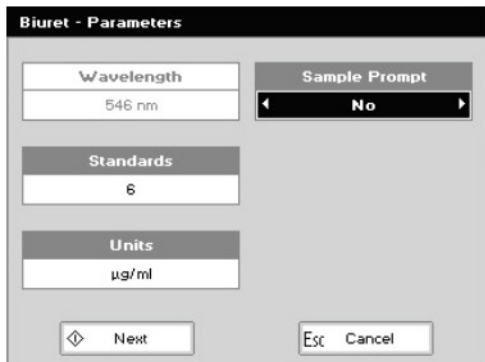 Biuret - Parameters
Wavelength
546 nm
Sample Prompt
No
Standards
6
Units
µg/ml
Next
Esc Cancel